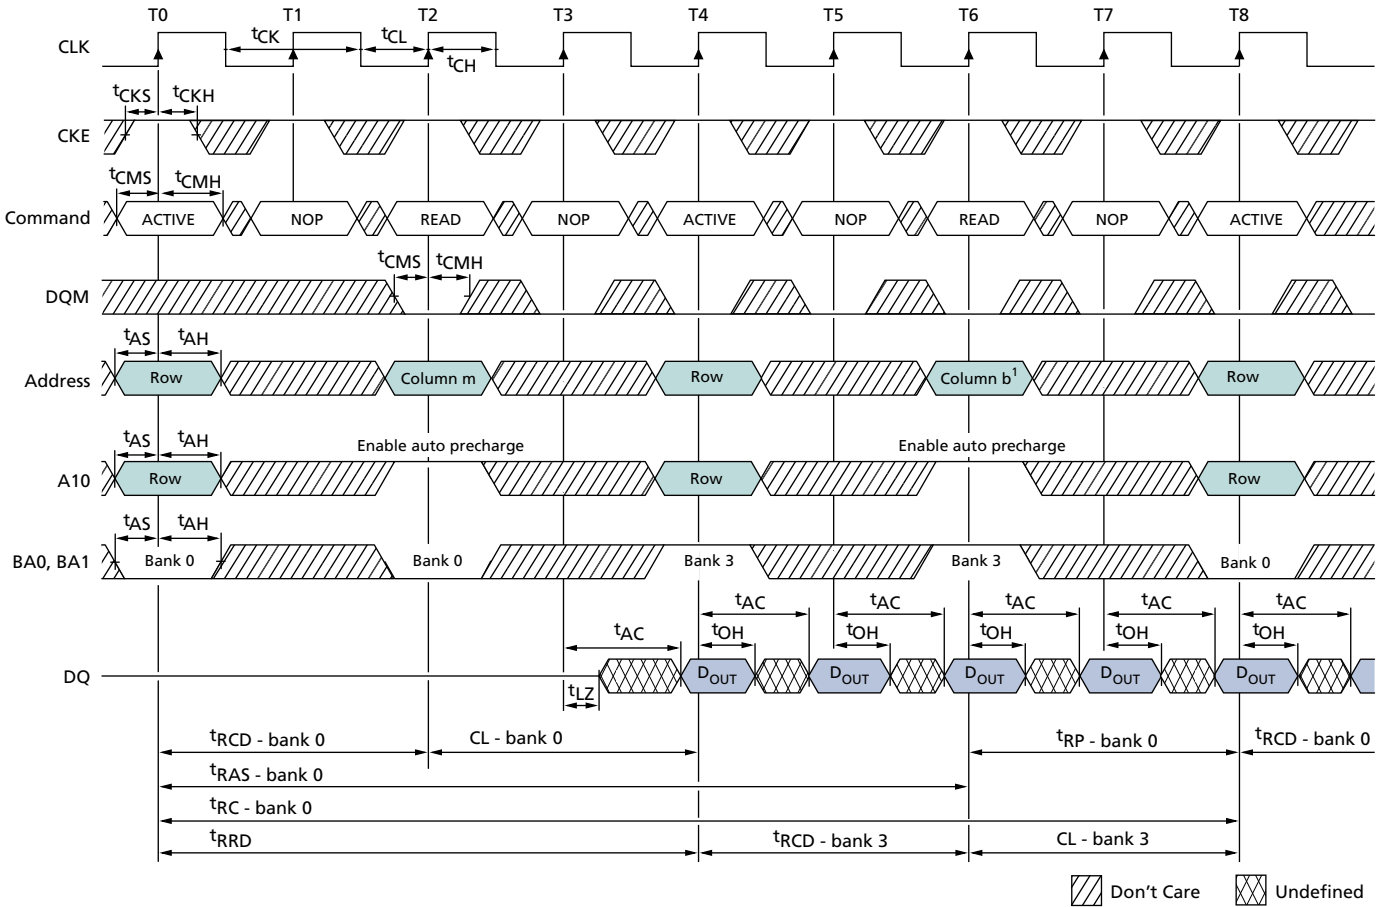 T0 T1 T2 T3 T4 T5 T6 T7 T8
CLK
tCK tCL
tCH
tCKS tCKH
CKE
tCMS tCMH
Command ACTIVE NOP READ NOP ACTIVE NOP READ NOP ACTIVE
tCMS tCMH
DQM
tAS tAH
Address Row Column m Row Column b1 Row
tAS tAH Enable auto precharge Enable auto precharge
A10 Row Row Row
tAS tAH
BA0, BA1 Bank 0 Bank 0 Bank 3 Bank 3 Bank 0
tAC tAC tAC tAC tAC
tAC tOH tOH tOH tOH tOH
DQ DOUT DOUT DOUT DOUT DOUT
tLZ
tRCD - bank 0 CL - bank 0 tRP - bank 0 tRCD - bank 0
tRAS - bank 0
tRC - bank 0
tRRD tRCD - bank 3 CL - bank 3
Don't Care Undefined